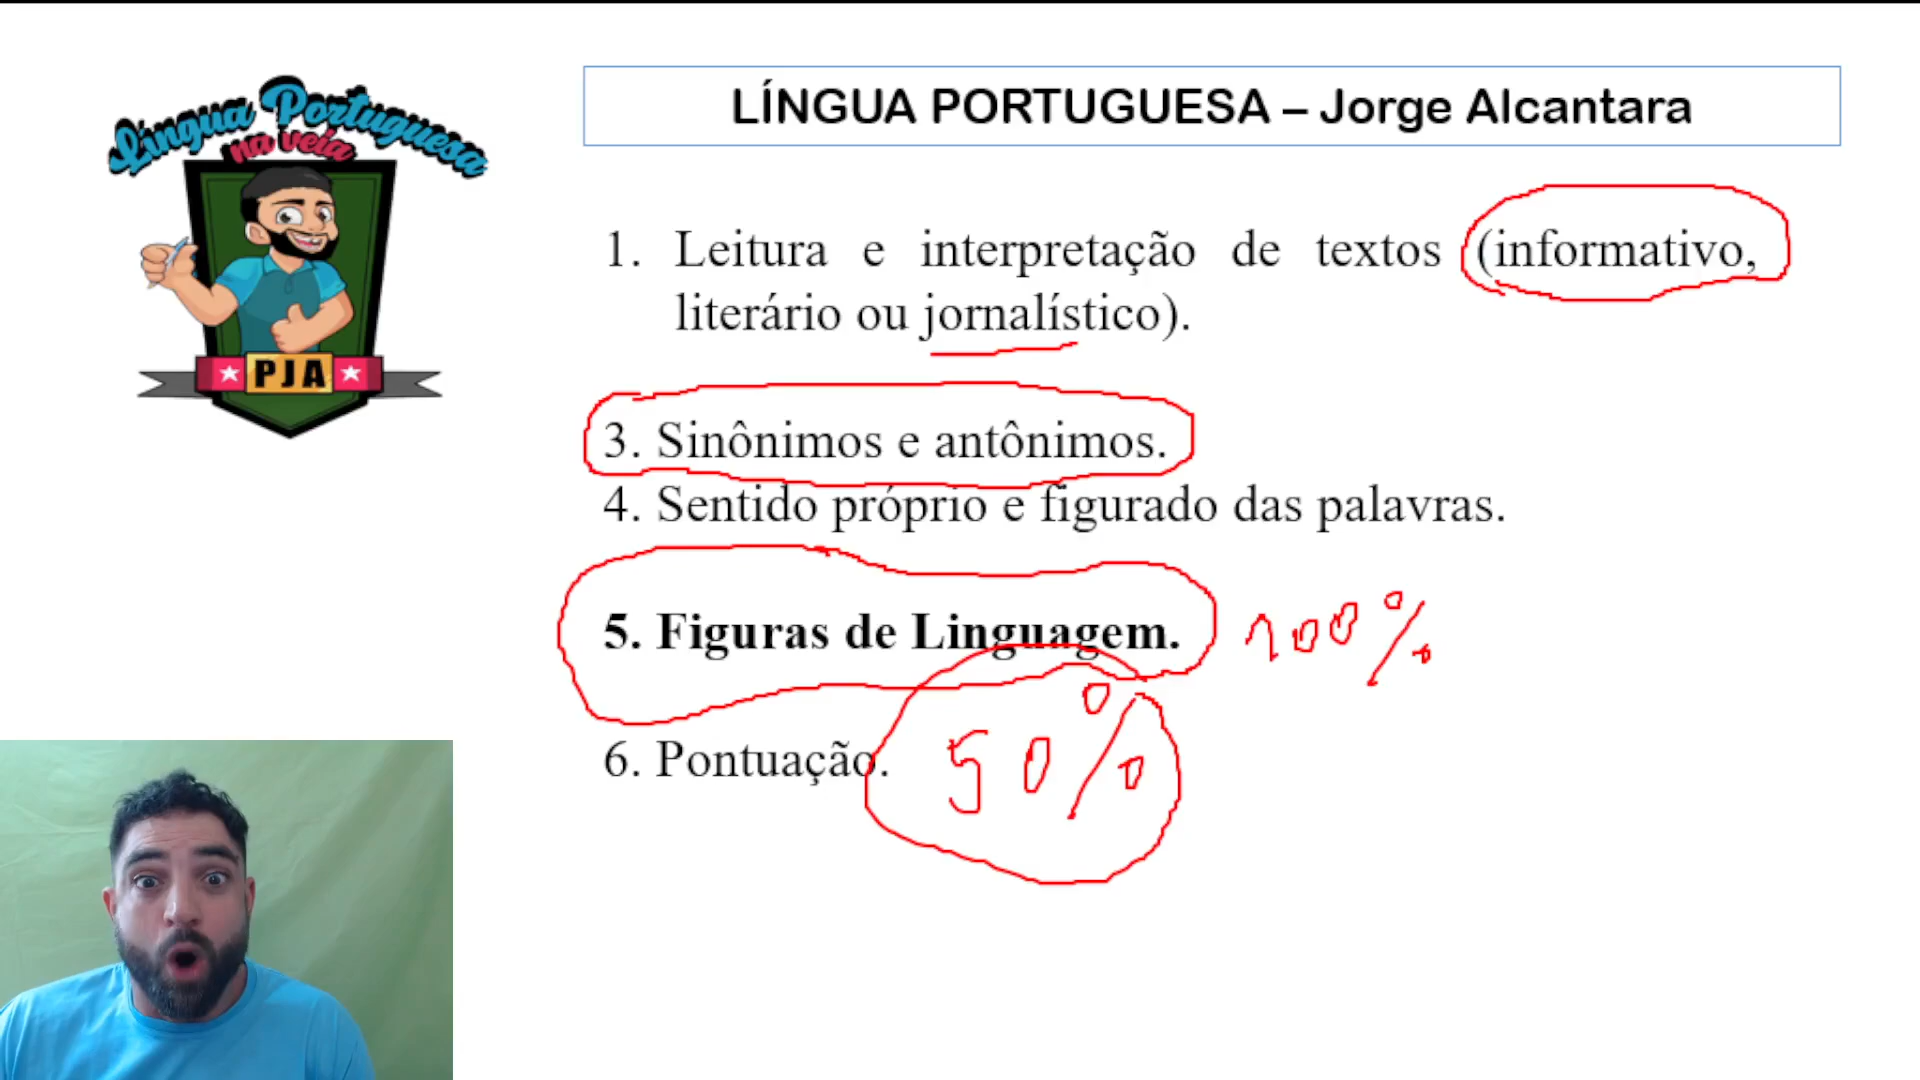 Língua Portuguesa
na veia
PJA
LÍNGUA PORTUGUESA – Jorge Alcantara
1. Leitura e interpretação de textos (informativo,
literário ou jornalístico).
3. Sinônimos e antônimos.
4. Sentido próprio e figurado das palavras.
5. Figuras de Linguagem. 100%
6. Pontuação. 50%